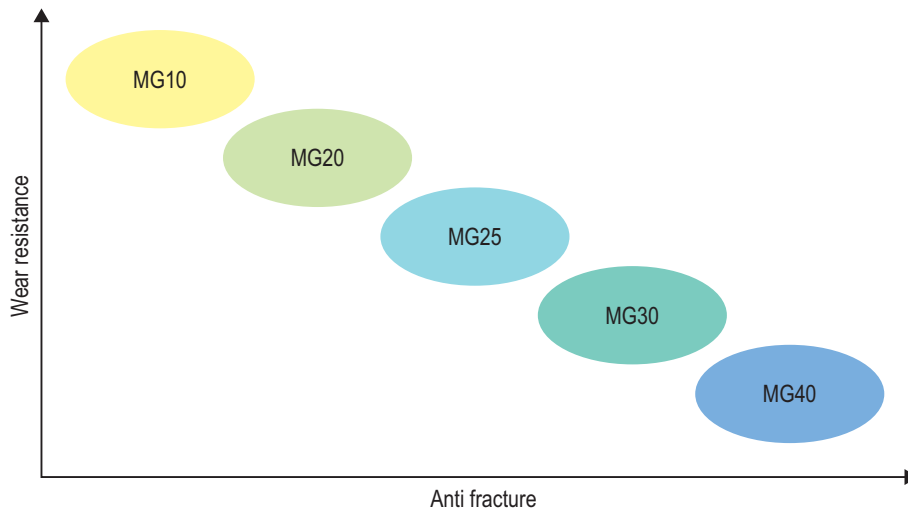 MG10
MG20
MG25
MG30
MG40
Wear resistance
Anti fracture